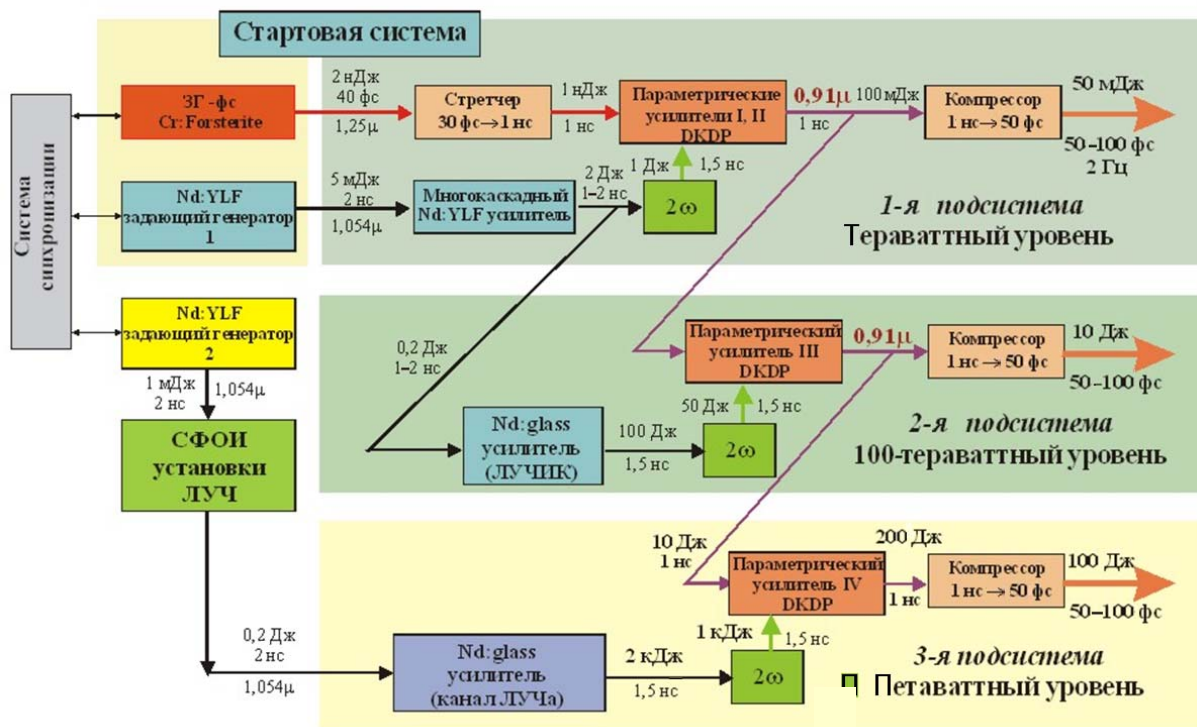 Стартовая система
Система
синхронизации
ЗГ-фс
Cr:Forsterite
2 нДж
40 фс
1,25μ
Стретчер
30 фс→1 нс
1 нДж
1 нс
Параметрические
усилители I, II
DKDP
0,91μ
1 нс
100 мДж
Компрессор
1 нс→50 фс
50 мДж
50–100 фс
2 Гц
Nd:YLF
задающий генератор
1
5 мДж
2 нс
1,054μ
Многокаскадный
Nd:YLF усилитель
2 Дж
1–2 нс
2ω
1 Дж
1,5 нс
1-я подсистема
Тераваттный уровень
Nd:YLF
задающий генератор
2
1 мДж
2 нс
1,054μ
СФОИ
установки
ЛУЧ
0,2 Дж
1–2 нс
Nd:glass
усилитель
(ЛУЧИК)
100 Дж
1,5 нс
2ω
50 Дж
1,5 нс
Параметрический
усилитель III
DKDP
0,91μ
Компрессор
1 нс→50 фс
10 Дж
50–100 фс
2-я подсистема
100-тераваттный уровень
0,2 Дж
2 нс
1,054μ
Nd:glass
усилитель
(канал ЛУЧа)
2 кДж
1,5 нс
2ω
1 кДж
1,5 нс
10 Дж
1 нс
Параметрический
усилитель IV
DKDP
200 Дж
1 нс
Компрессор
1 нс→50 фс
100 Дж
50–100 фс
3-я подсистема
Петаваттный уровень